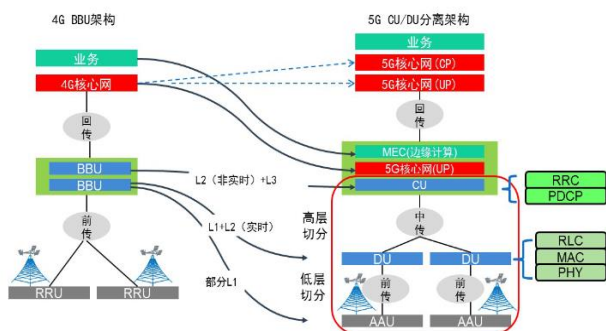 4G BBU架构
5G CU/DU分离架构
业务
4G核心网
回传
BBU
BBU
前传
RRU
RRU
L2(非实时)+L3
L1+L2(实时)
部分L1
业务
5G核心网(CP)
5G核心网(UP)
回传
MEC(边缘计算)
5G核心网(UP)
CU
高层切分
中传
DU
DU
低层切分
前传
前传
AAU
AAU
RRC
PDCP
RLC
MAC
PHY